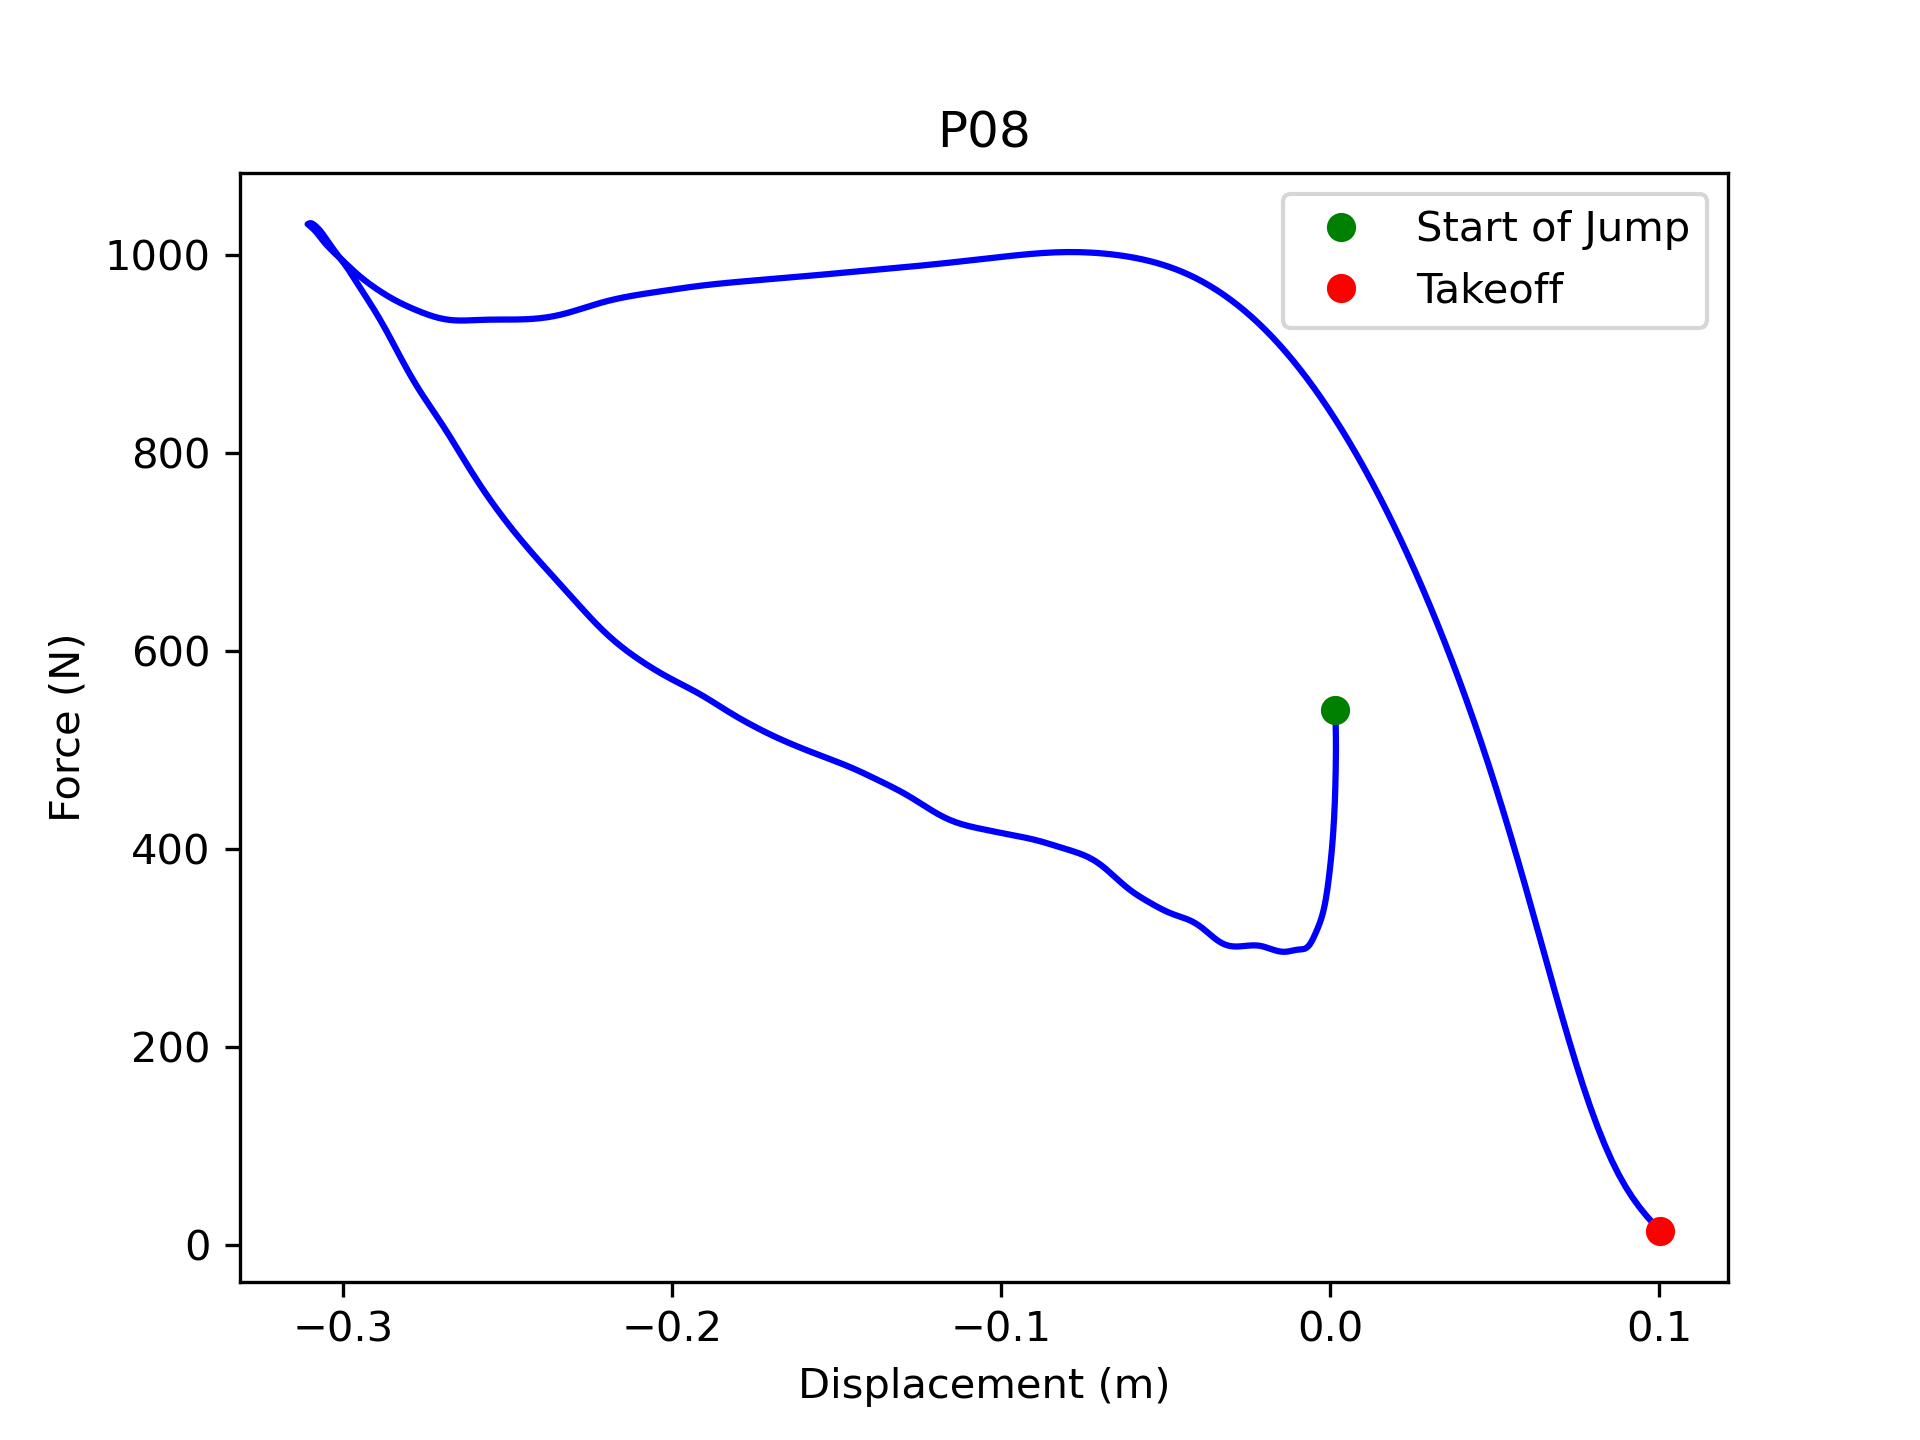 P08
Start of Jump
Takeoff
1000
800
600
400
200
0
Force (N)
−0.3
−0.2
−0.1
0.0
0.1
Displacement (m)